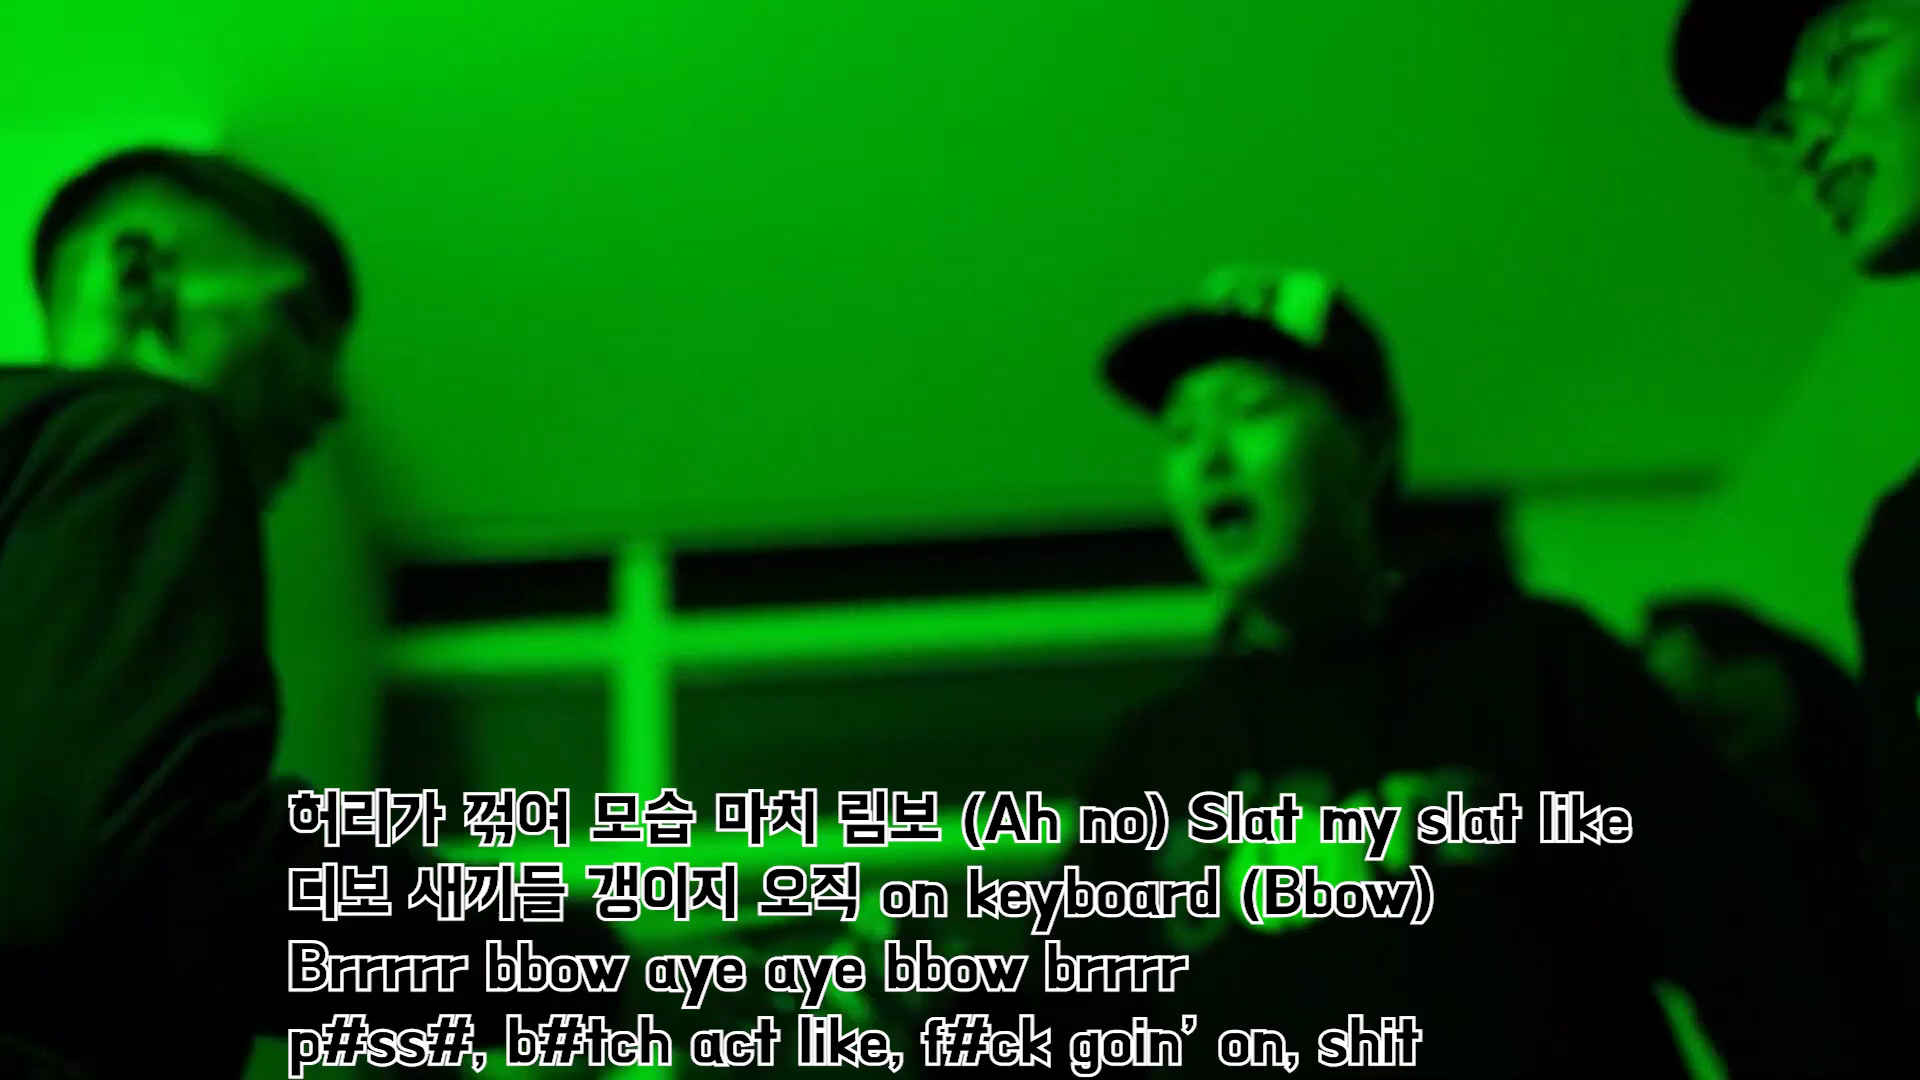 허리가 꺾여 모습 마치 림보 (Ah no) Slat my slat like
디보 새끼들 갱이지 오직 on keyboard (Bbow)
Brrrrr bbow aye aye bbow brrrr
p#ss#, b#tch act like, f#ck goin’ on, shit